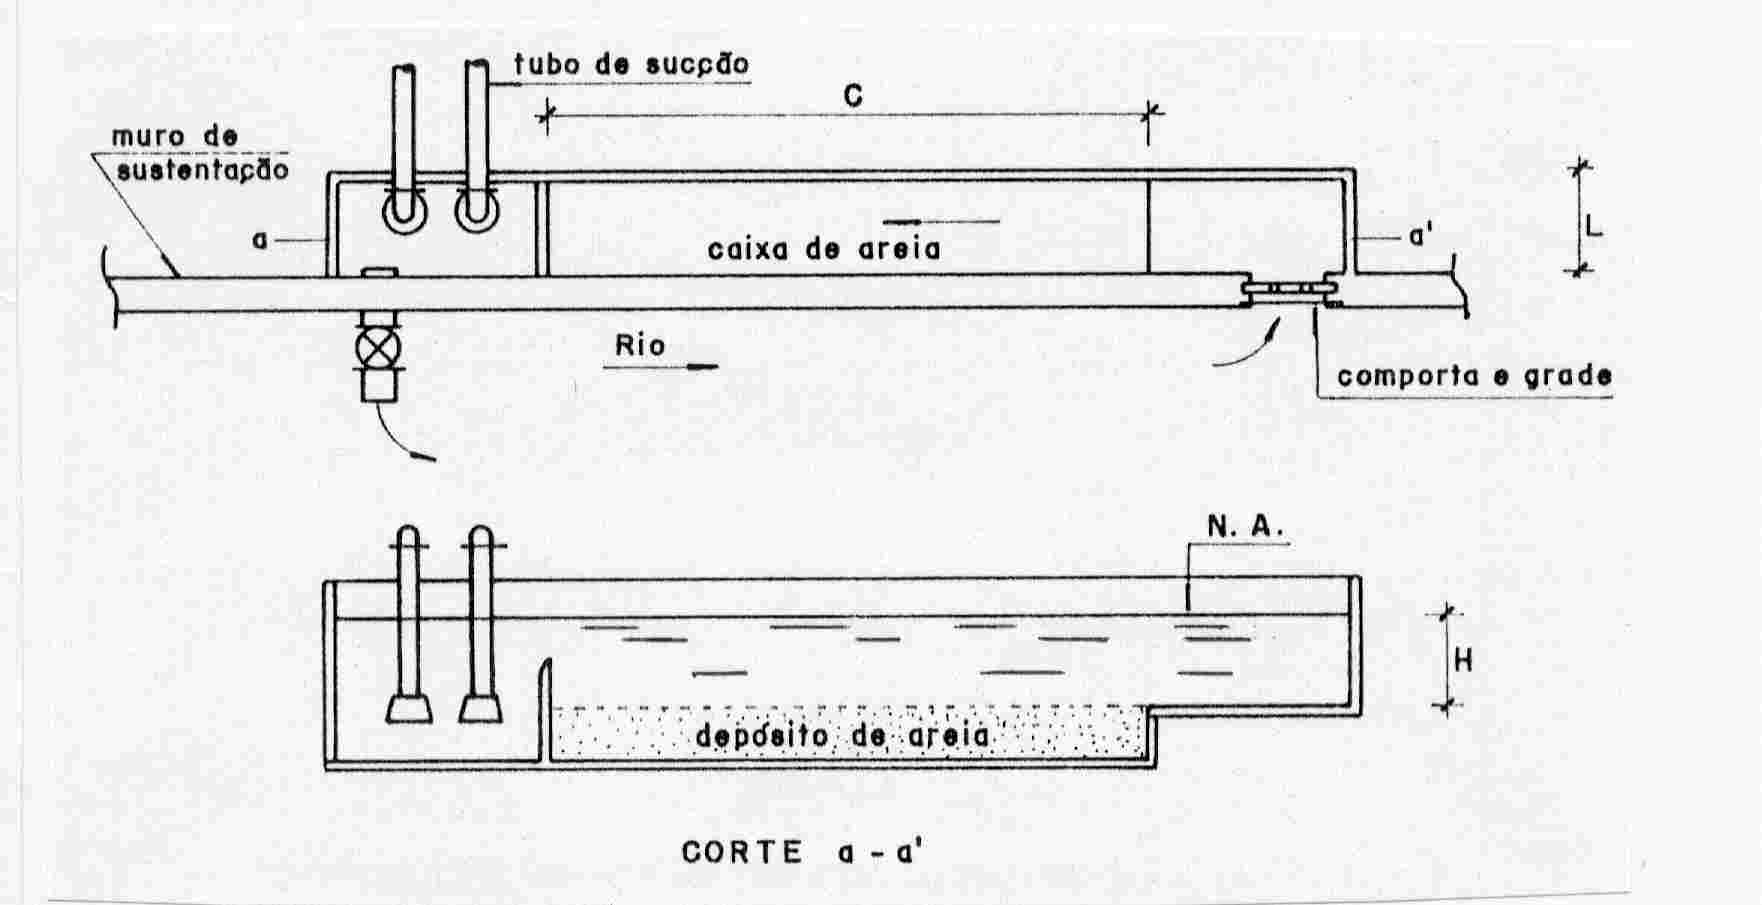 tubo de sucção
C
muro de
sustentação
a
caixa de areia
a'
L
Rio
comporta e grade
N. A.
H
depósito de areia
CORTE a - a'